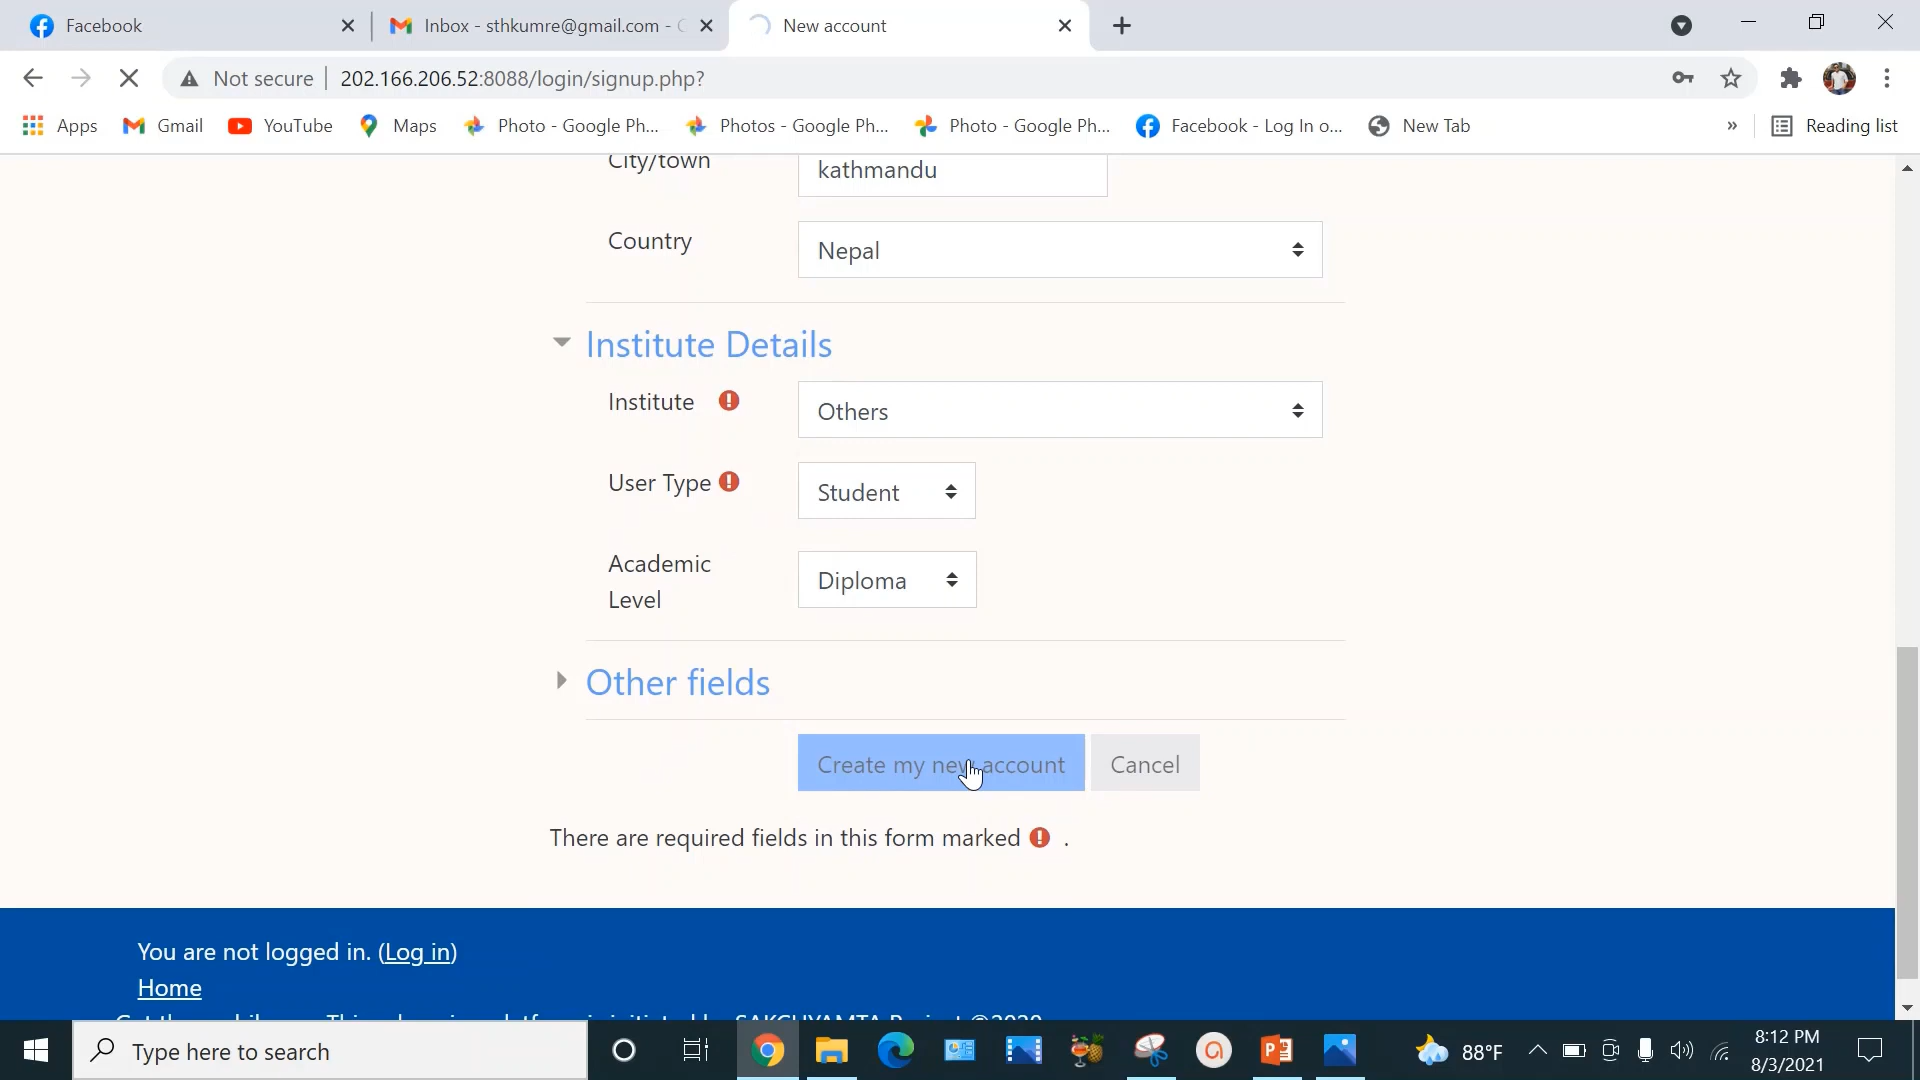 Facebook
Inbox - sthkumre@gmail.com -
New account
Not secure
202.166.206.52:8088/login/signup.php?
Apps
Gmail
YouTube
Maps
Photo - Google Ph...
Photos - Google Ph...
Photo - Google Ph...
Facebook - Log In o...
New Tab
»
Reading list
City/town
kathmandu
Country
Nepal
Institute Details
Institute
Others
User Type
Student
Academic
Level
Diploma
Other fields
Create my new account
Cancel
There are required fields in this form marked .
You are not logged in. (Log in)
Home
Type here to search
88°F
8:12 PM
8/3/2021